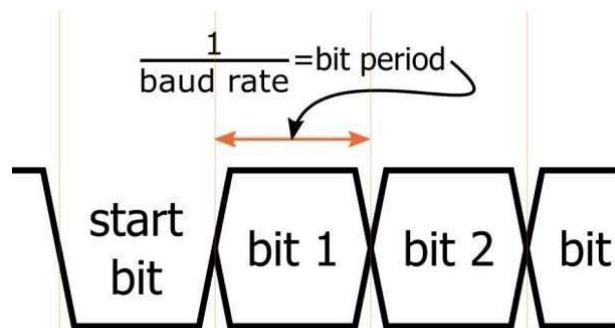 1
baud rate
=bit period
start
bit
bit 1
bit 2
bit